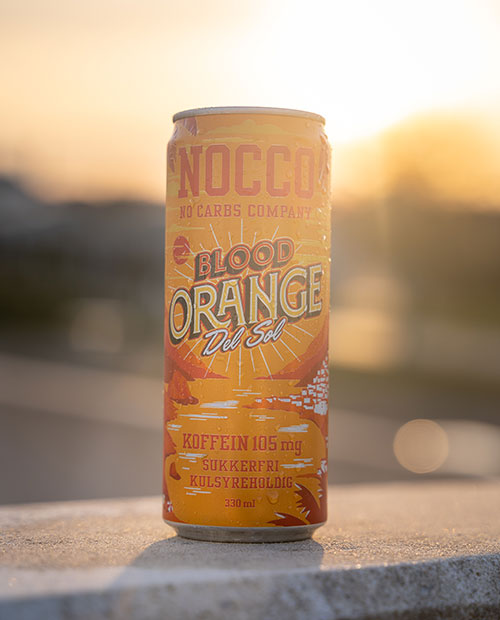 NOCCO
NO CARBS COMPANY
BLOOD
ORANGE
Del Sol
KOFFEIN 105 mg
SUKKERFRI
KULSYREHOLDIG
330 ml